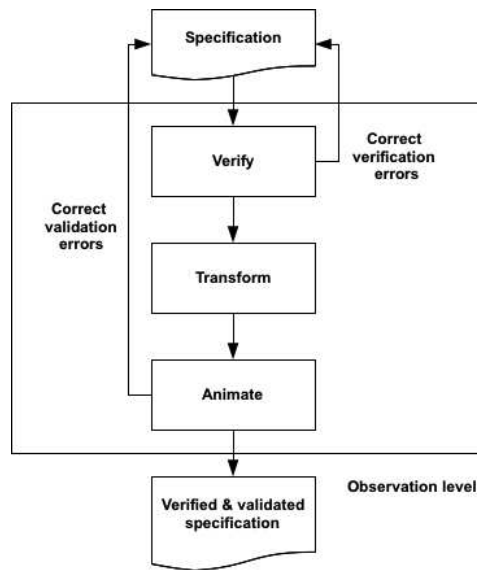 Specification
Correct
verification
errors
Verify
Correct
validation
errors
Transform
Animate
Observation level
Verified & validated
specification